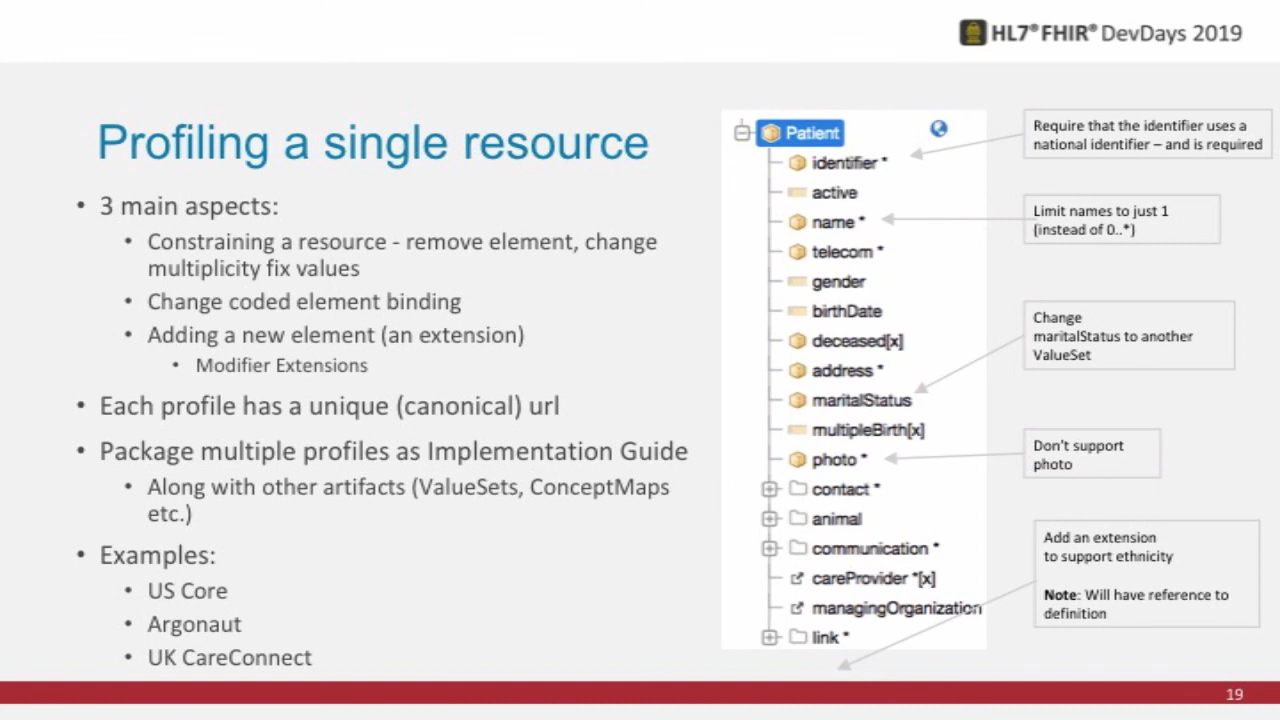 HL7® FHIR® DevDays 2019
Profiling a single resource
• 3 main aspects:
• Constraining a resource - remove element, change
multiplicity fix values
• Change coded element binding
• Adding a new element (an extension)
• Modifier Extensions
• Each profile has a unique (canonical) url
• Package multiple profiles as Implementation Guide
• Along with other artifacts (ValueSets, ConceptMaps
etc.)
• Examples:
• US Core
• Argonaut
• UK CareConnect
Patient
identifier *
active
name *
telecom *
gender
birthDate
deceased[x]
address *
maritalStatus
multipleBirth[x]
photo *
contact *
animal
communication *
careProvider *[x]
managingOrganization
link *
Require that the identifier uses a
national identifier – and is required
Limit names to just 1
(instead of 0..*)
Change
maritalStatus to another
ValueSet
Don't support
photo
Add an extension
to support ethnicity
Note: Will have reference to
definition
19